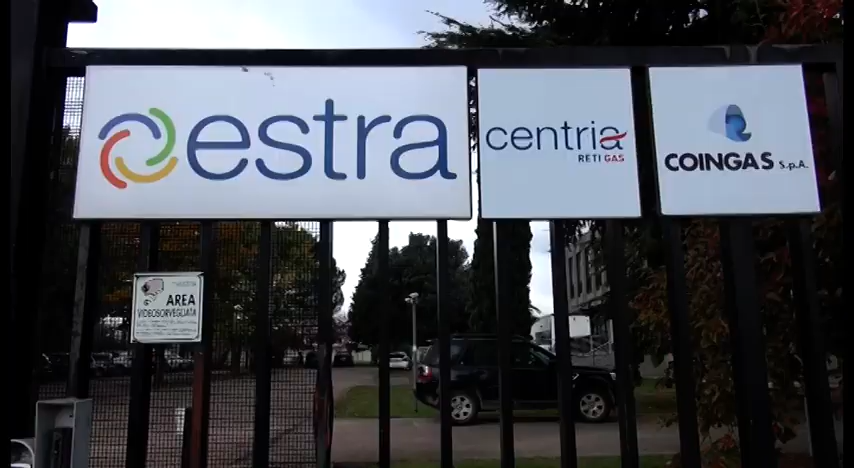 estra
centria
RETI GAS
COINGAS S.p.A.
AREA
VIDEOSORVEGLIATA